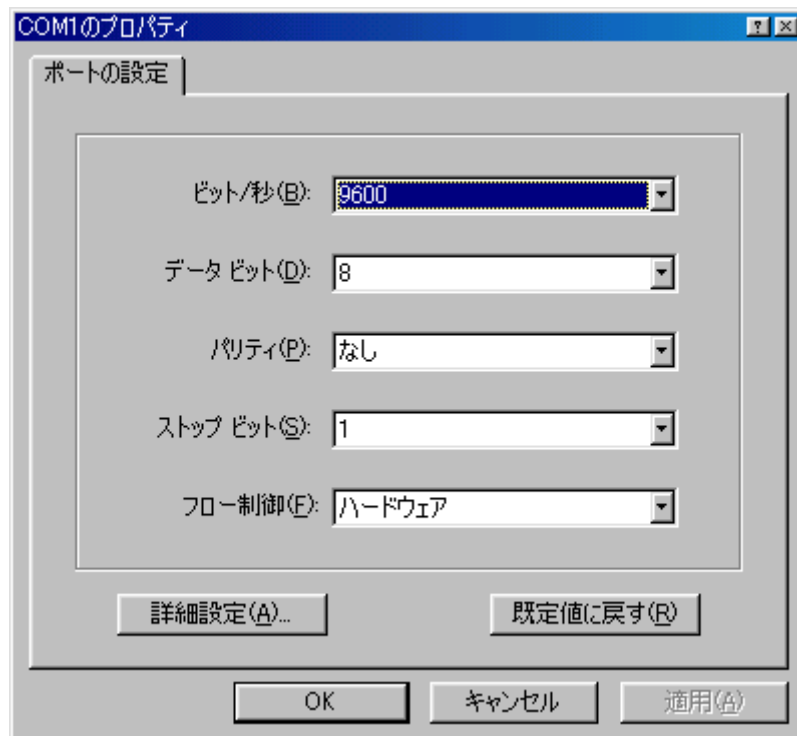 COM1のプロパティ
ポートの設定
ビット/秒(B): 9600
データ ビット(D): 8
パリティ(P): なし
ストップ ビット(S): 1
フロー制御(F): ハードウェア
詳細設定(A)... 既定値に戻す(R)
OK キャンセル 適用(A)